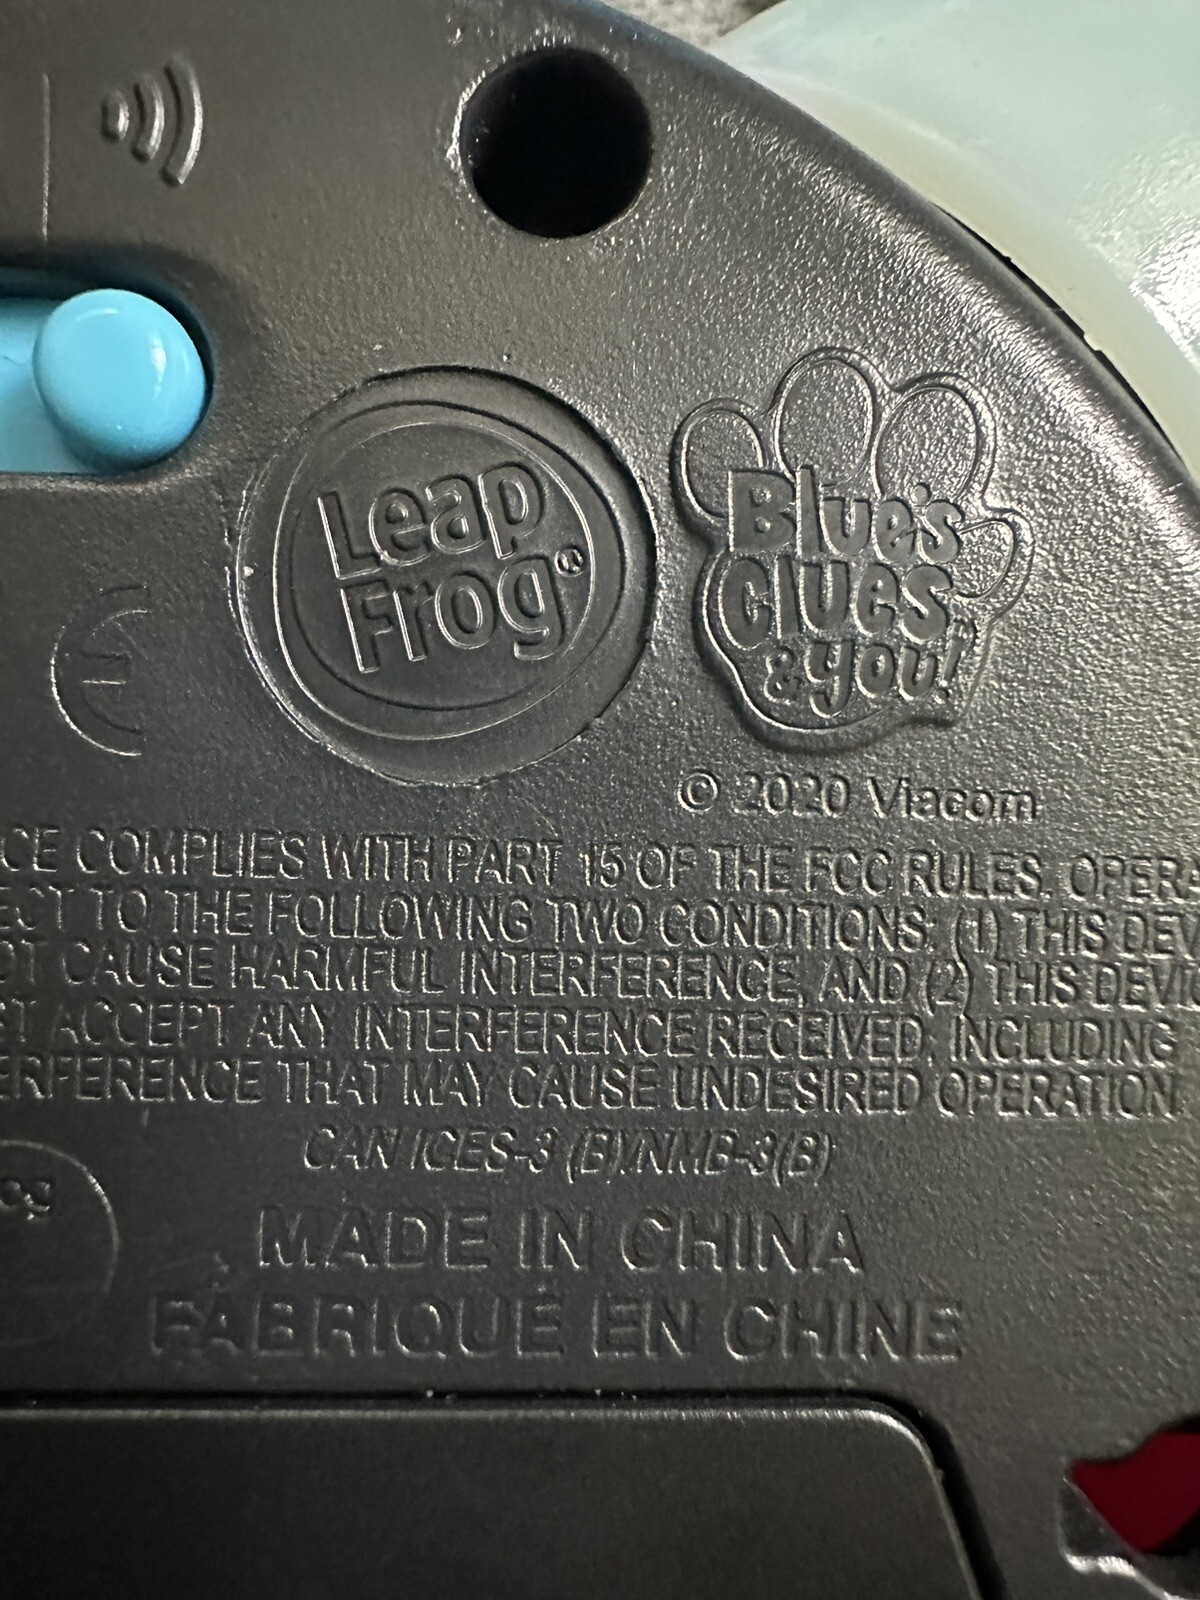 Leap
Frog®
Blue's
Clues™
& you!
© 2020 Viacom
CE COMPLIES WITH PART 15 OF THE FCC RULES. OPERA
ECT TO THE FOLLOWING TWO CONDITIONS: (1) THIS DEV
OT CAUSE HARMFUL INTERFERENCE, AND (2) THIS DEVI
ST ACCEPT ANY INTERFERENCE RECEIVED, INCLUDING
ERFERENCE THAT MAY CAUSE UNDESIRED OPERATION.
CAN ICES-3 (B)/NMB-3(B)
MADE IN CHINA
FABRIQUÉ EN CHINE